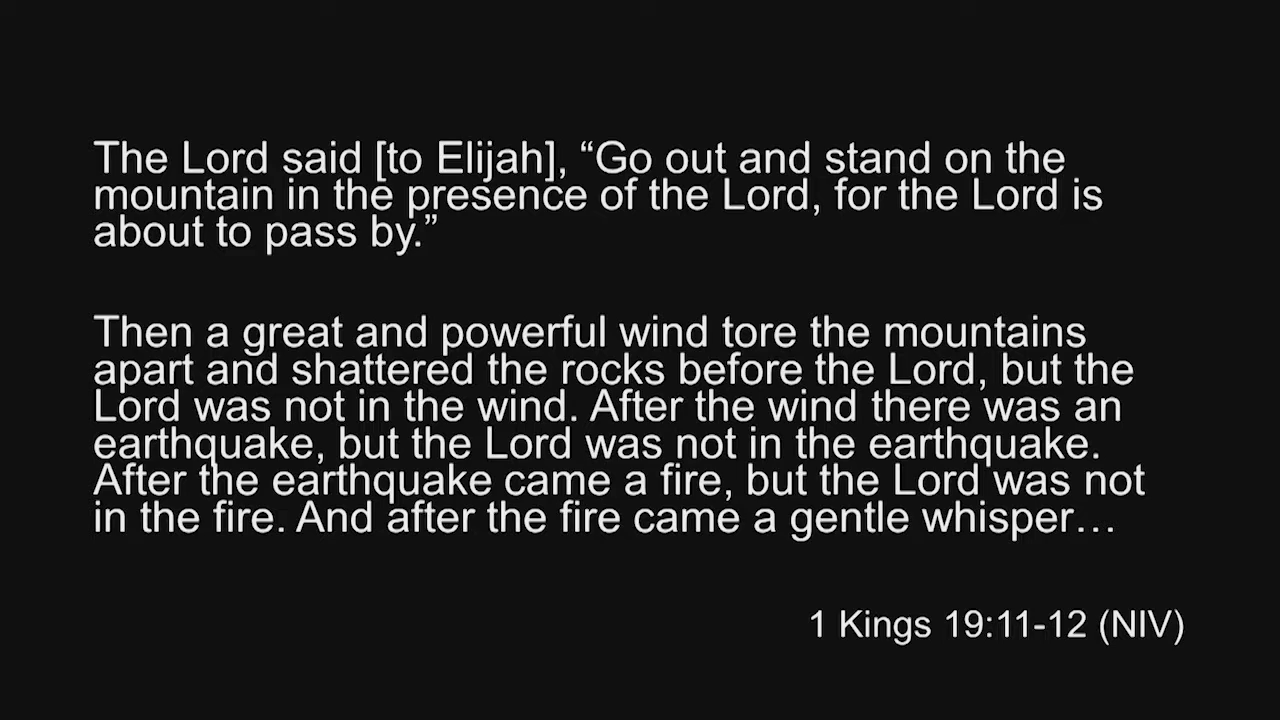 The Lord said [to Elijah], “Go out and stand on the
mountain in the presence of the Lord, for the Lord is
about to pass by.”
Then a great and powerful wind tore the mountains
apart and shattered the rocks before the Lord, but the
Lord was not in the wind. After the wind there was an
earthquake, but the Lord was not in the earthquake.
After the earthquake came a fire, but the Lord was not
in the fire. And after the fire came a gentle whisper…
1 Kings 19:11-12 (NIV)